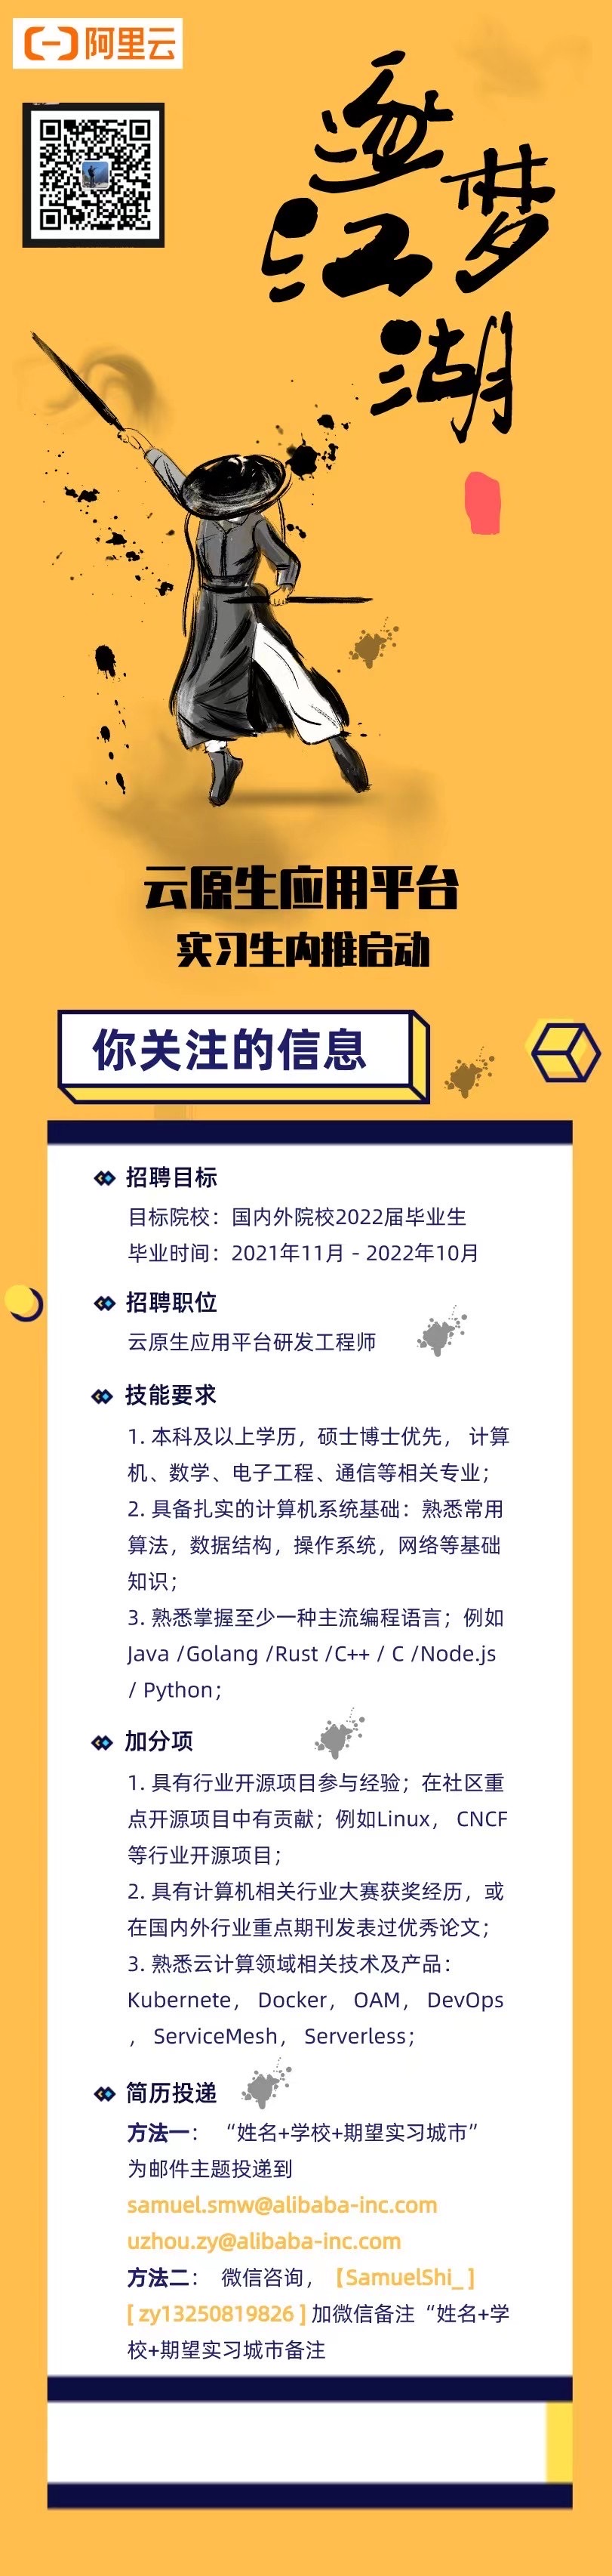 阿里云
逐梦
江湖
云原生应用平台
实习生内推启动
你关注的信息
招聘目标
目标院校：国内外院校2022届毕业生
毕业时间：2021年11月 - 2022年10月
招聘职位
云原生应用平台研发工程师
技能要求
1. 本科及以上学历，硕士博士优先， 计算
机、数学、电子工程、通信等相关专业；
2. 具备扎实的计算机系统基础：熟悉常用
算法，数据结构，操作系统，网络等基础
知识；
3. 熟悉掌握至少一种主流编程语言；例如
Java /Golang /Rust /C++ / C /Node.js
/ Python；
加分项
1. 具有行业开源项目参与经验；在社区重
点开源项目中有贡献；例如Linux， CNCF
等行业开源项目；
2. 具有计算机相关行业大赛获奖经历，或
在国内外行业重点期刊发表过优秀论文；
3. 熟悉云计算领域相关技术及产品：
Kubernete， Docker， OAM， DevOps
， ServiceMesh， Serverless；
简历投递
方法一： “姓名+学校+期望实习城市”
为邮件主题投递到
samuel.smw@alibaba-inc.com
uzhou.zy@alibaba-inc.com
方法二： 微信咨询，【SamuelShi_ ]
[ zy13250819826 ] 加微信备注 “姓名+学
校+期望实习城市备注